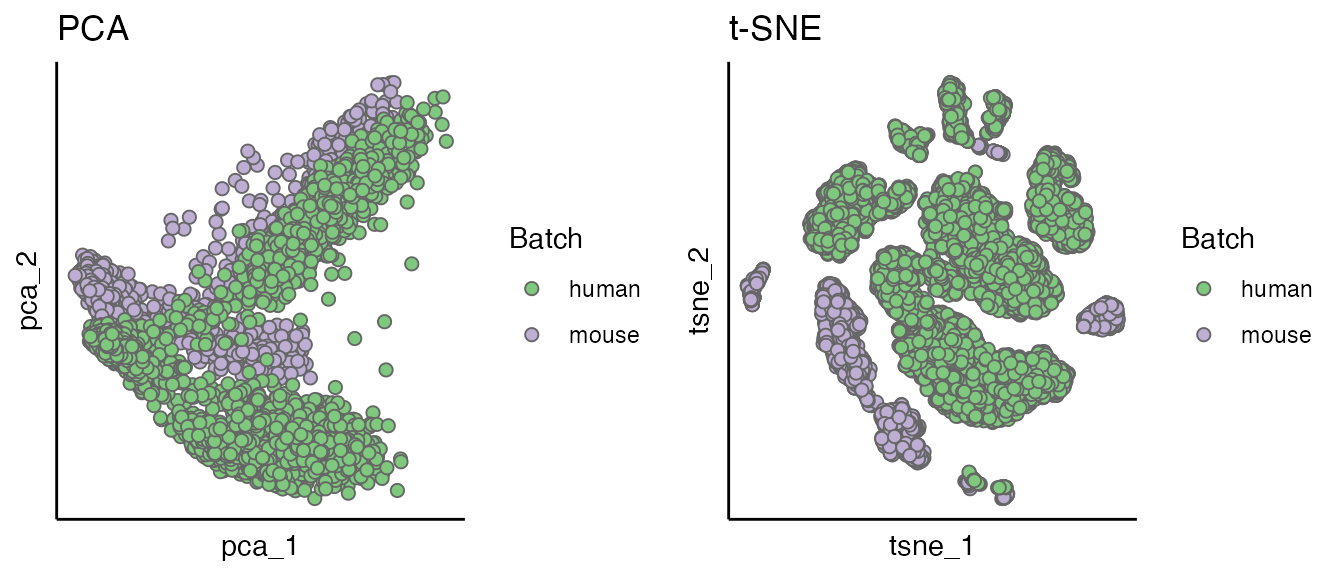 PCA
pca_2
pca_1
Batch
human
mouse
t-SNE
tsne_2
tsne_1
Batch
human
mouse